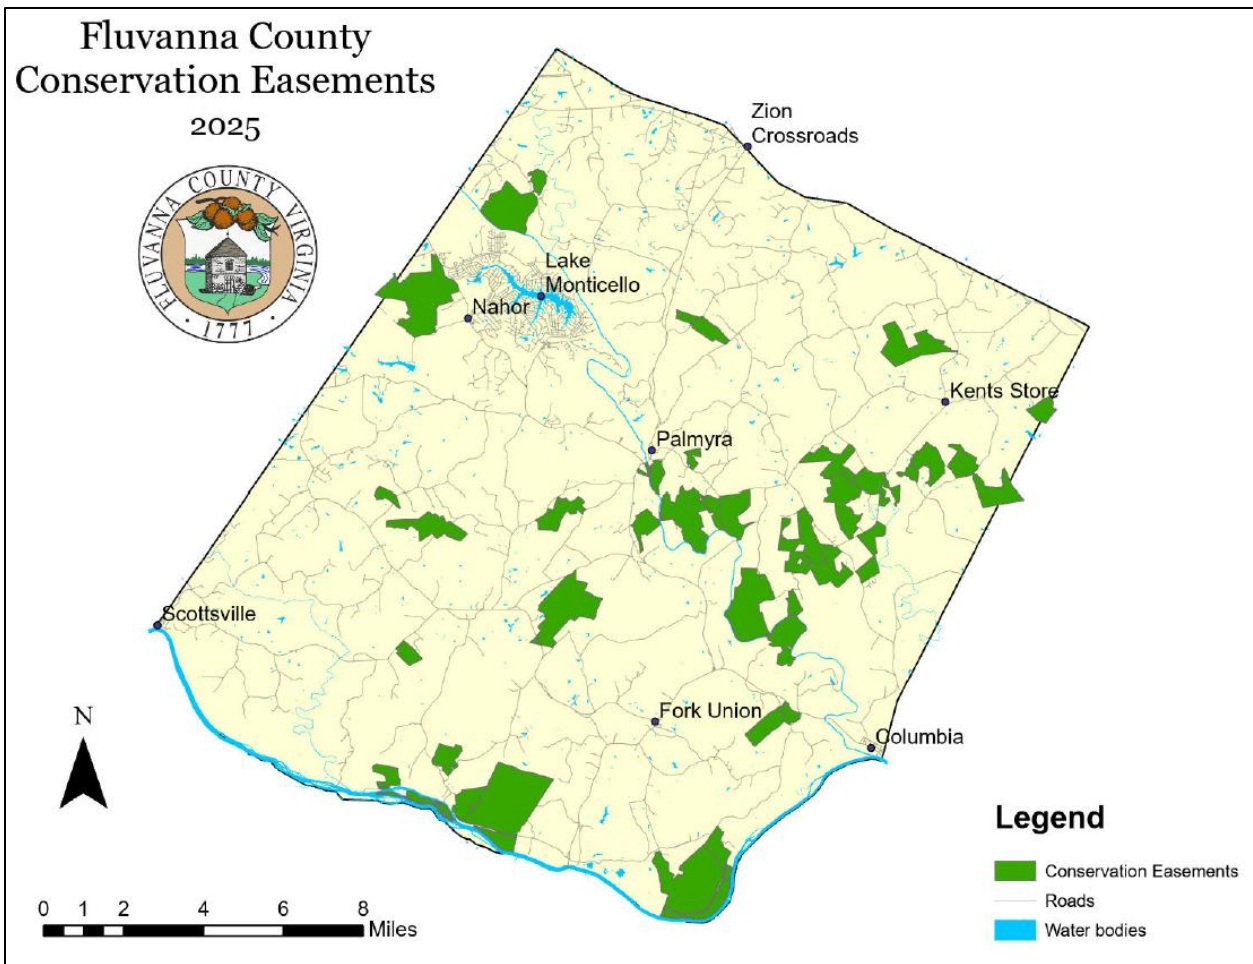 Fluvanna County
Conservation Easements
2025
FLUVANNA COUNTY VIRGINIA
· 1777 ·
Zion
Crossroads
Lake
Monticello
Nahor
Kents Store
Palmyra
Scottsville
Fork Union
Columbia
N
0 1 2 4 6 8
Miles
Legend
Conservation Easements
Roads
Water bodies